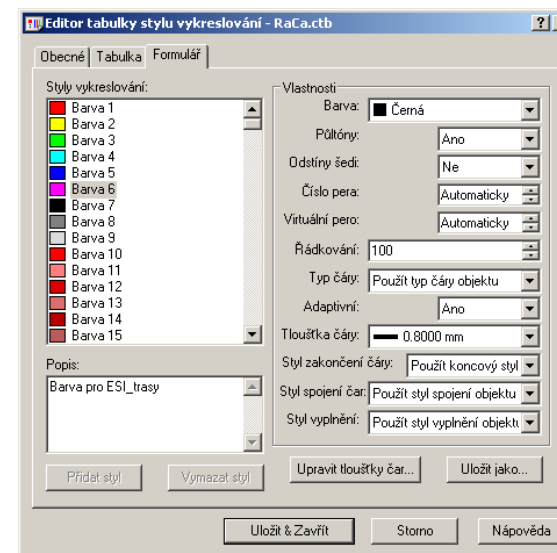 Editor tabulky stylu vykreslování - RaCa.ctb
Obecné Tabulka Formulář
Styly vykreslování:
Barva 1
Barva 2
Barva 3
Barva 4
Barva 5
Barva 6
Barva 7
Barva 8
Barva 9
Barva 10
Barva 11
Barva 12
Barva 13
Barva 14
Barva 15
Popis:
Barva pro ESI_trasy
Přidat styl Vymazat styl
Vlastnosti
Barva: Černá
Půltóny: Ano
Odstíny šedi: Ne
Číslo pera: Automaticky
Virtuální pero: Automaticky
Řádkování: 100
Typ čáry: Použít typ čáry objektu
Adaptivní: Ano
Tloušťka čáry: 0.8000 mm
Styl zakončení čáry: Použít koncový styl
Styl spojení čar: Použít styl spojení objektu
Styl vyplnění: Použít styl vyplnění objektu
Upravit tloušťky čar... Uložit jako...
Uložit & Zavřít Storno Nápověda